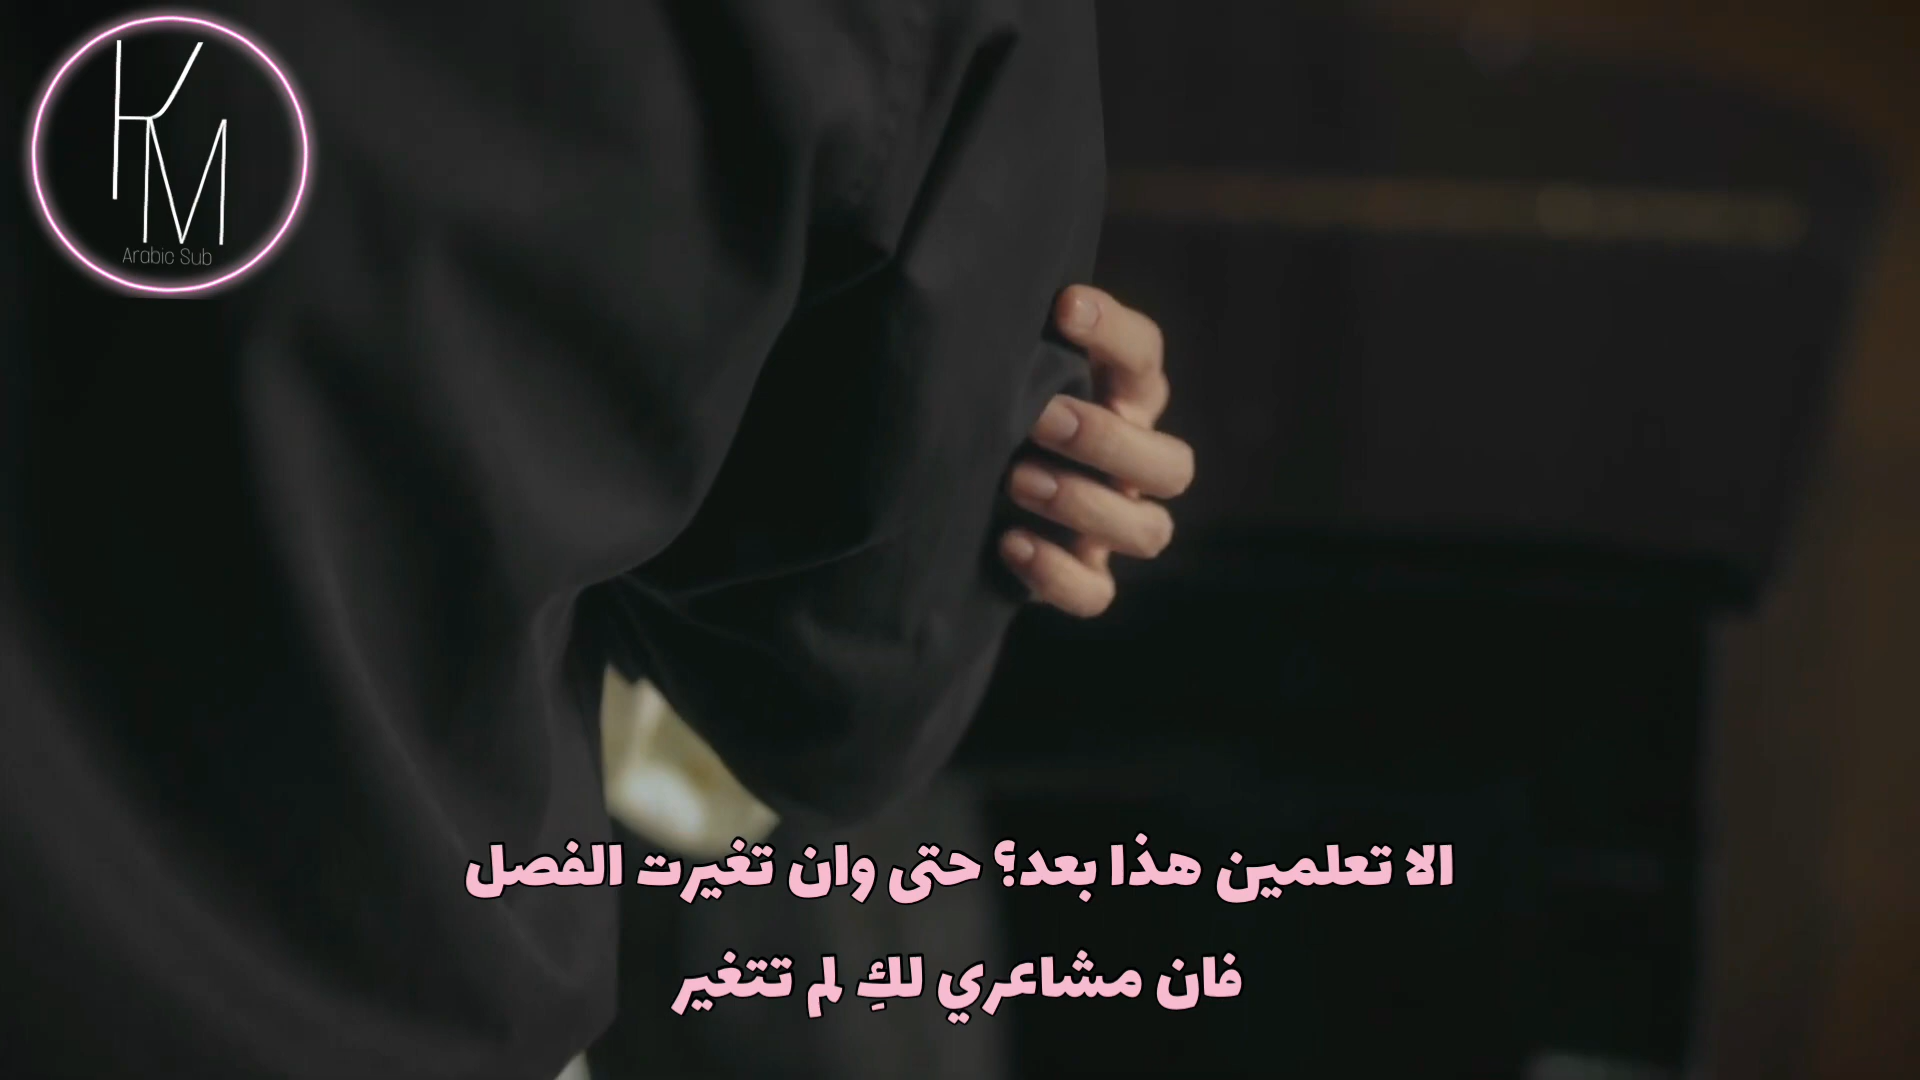 KM
Arabic Sub
الا تعلمين هذا بعد؟ حتى وان تغيرت الفصل
فان مشاعري لكِ لم تتغير